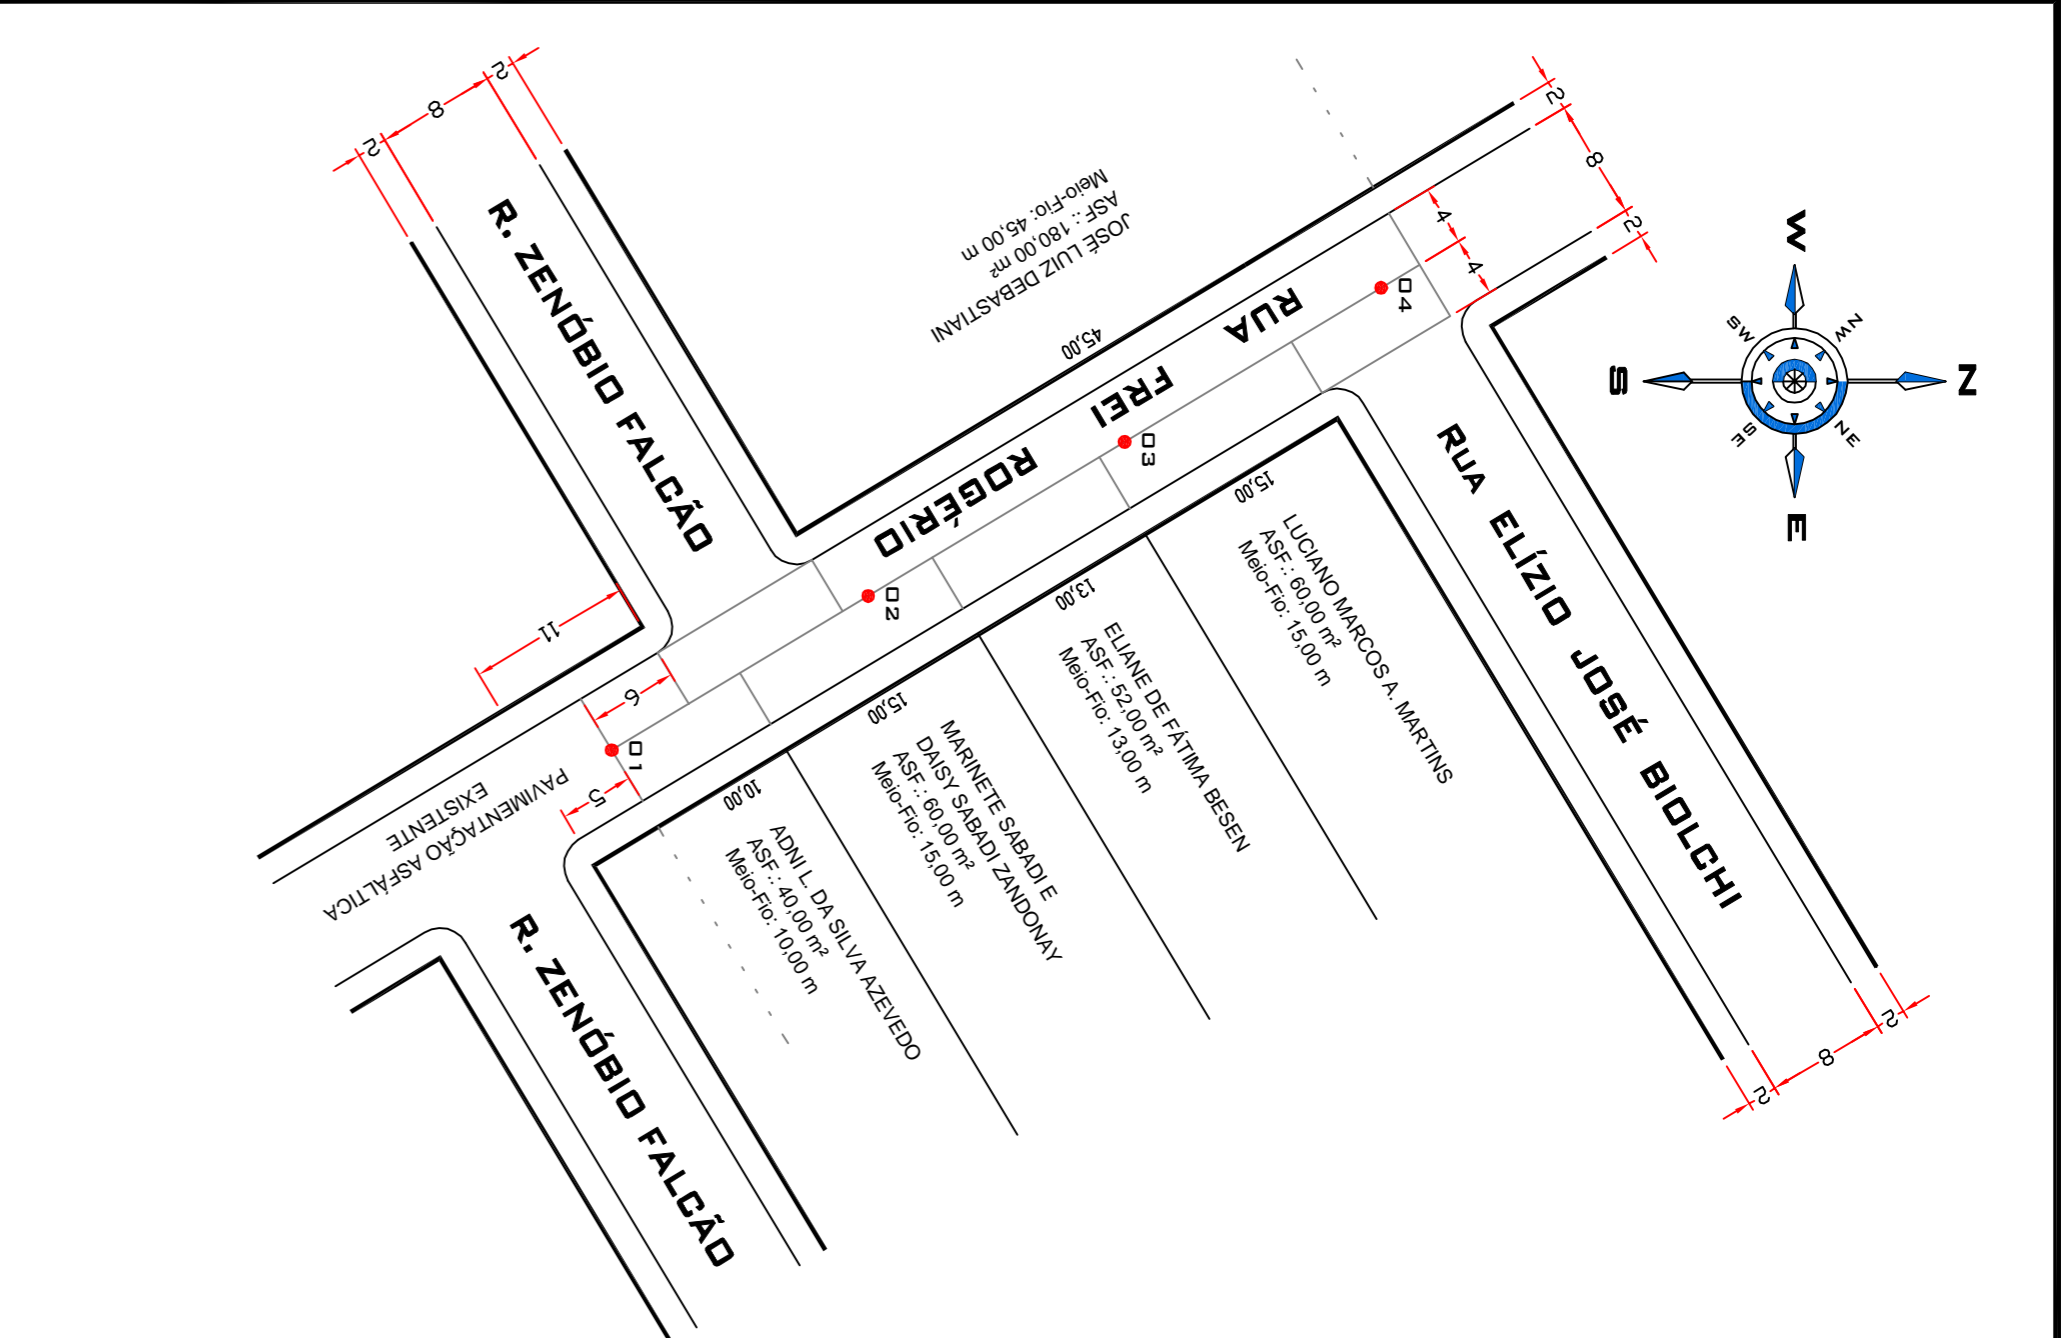 R. ZENÓBIO FALCÃO
2
8
2
JOSÉ LUIZ DEBASTIANI
ASF.: 180,00 m²
Meio-Fio: 45,00 m
45,00
RUA FREI ROGÉRIO
2
8
2
4
4
04
03
02
01
W
NW
N
NE
E
SE
S
SW
RUA ELÍZIO JOSÉ BIOLCHI
2
8
2
11
6
5
PAVIMENTAÇÃO ASFÁLTICA
EXISTENTE
15,00
LUCIANO MARCOS A. MARTINS
ASF.: 60,00 m²
Meio-Fio: 15,00 m
13,00
ELIANE DE FÁTIMA BESEN
ASF.: 52,00 m²
Meio-Fio: 13,00 m
15,00
MARINETE SABADI E
DAISY SABADI ZANDONAY
ASF.: 60,00 m²
Meio-Fio: 15,00 m
10,00
ADNI L. DA SILVA AZEVEDO
ASF.: 40,00 m²
Meio-Fio: 10,00 m
R. ZENÓBIO FALCÃO